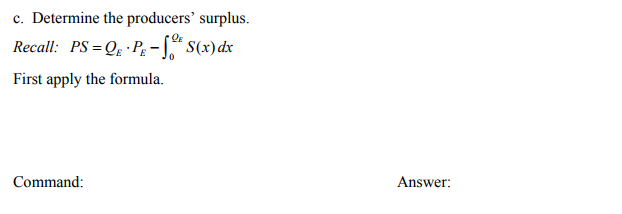 c. Determine the producers' surplus.
Recall: PS = Q_E · P_E − ∫_0^{Q_E} S(x) dx
First apply the formula.
Command: Answer: